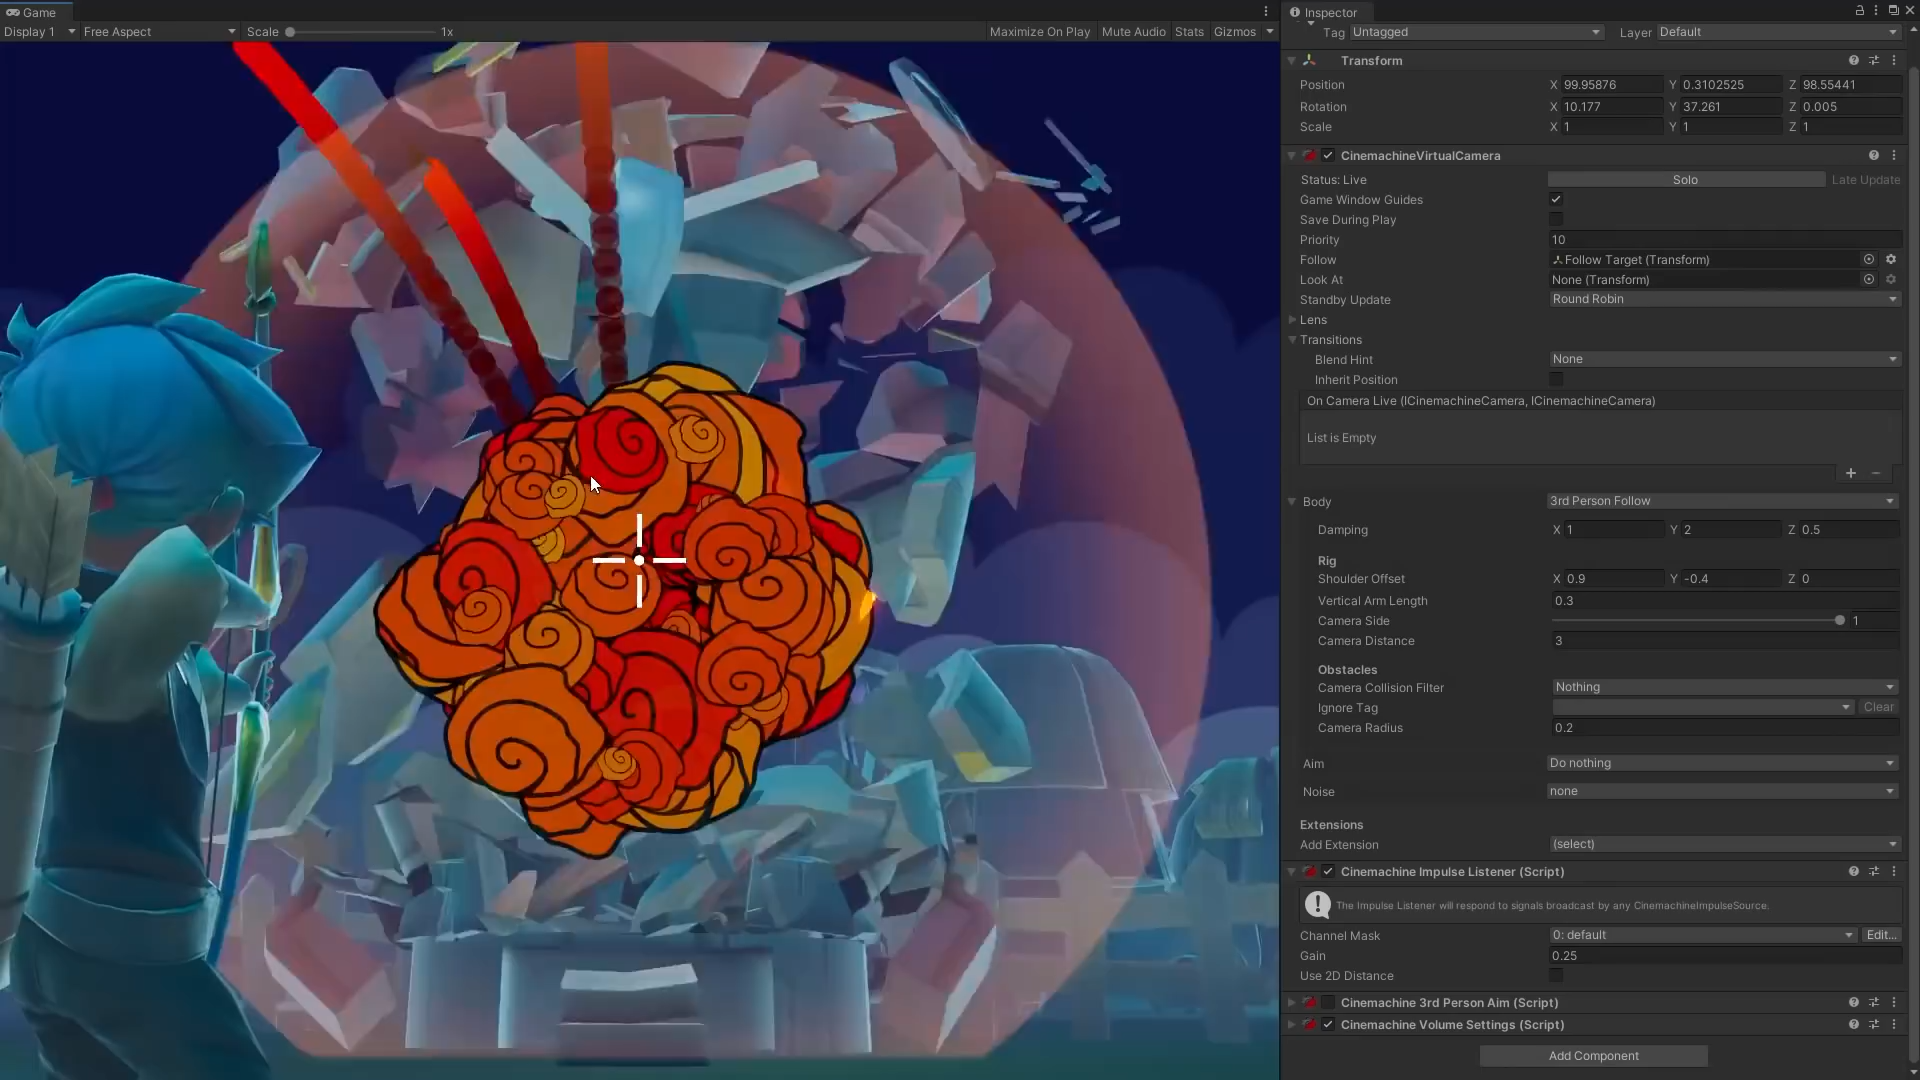 Game
Display 1 Free Aspect Scale 1x Maximize On Play Mute Audio Stats Gizmos
Inspector
Tag Untagged Layer Default
Transform
Position X 99.95876 Y 0.3102525 Z 98.55441
Rotation X 10.177 Y 37.261 Z 0.005
Scale X 1 Y 1 Z 1
CinemachineVirtualCamera
Status: Live Solo Late Update
Game Window Guides
Save During Play
Priority 10
Follow Follow Target (Transform)
Look At None (Transform)
Standby Update Round Robin
Lens
Transitions
Blend Hint None
Inherit Position
On Camera Live (ICinemachineCamera, ICinemachineCamera)
List is Empty
Body 3rd Person Follow
Damping X 1 Y 2 Z 0.5
Rig
Shoulder Offset X 0.9 Y -0.4 Z 0
Vertical Arm Length 0.3
Camera Side 1
Camera Distance 3
Obstacles
Camera Collision Filter Nothing
Ignore Tag Clear
Camera Radius 0.2
Aim Do nothing
Noise none
Extensions
Add Extension (select)
Cinemachine Impulse Listener (Script)
The Impulse Listener will respond to signals broadcast by any CinemachineImpulseSource.
Channel Mask 0: default Edit...
Gain 0.25
Use 2D Distance
Cinemachine 3rd Person Aim (Script)
Cinemachine Volume Settings (Script)
Add Component